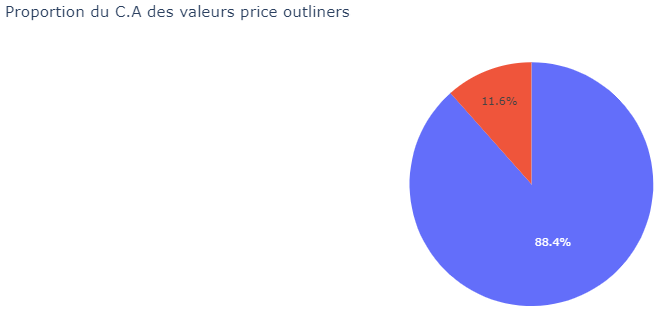 Proportion du C.A des valeurs price outliners
11.6%
88.4%